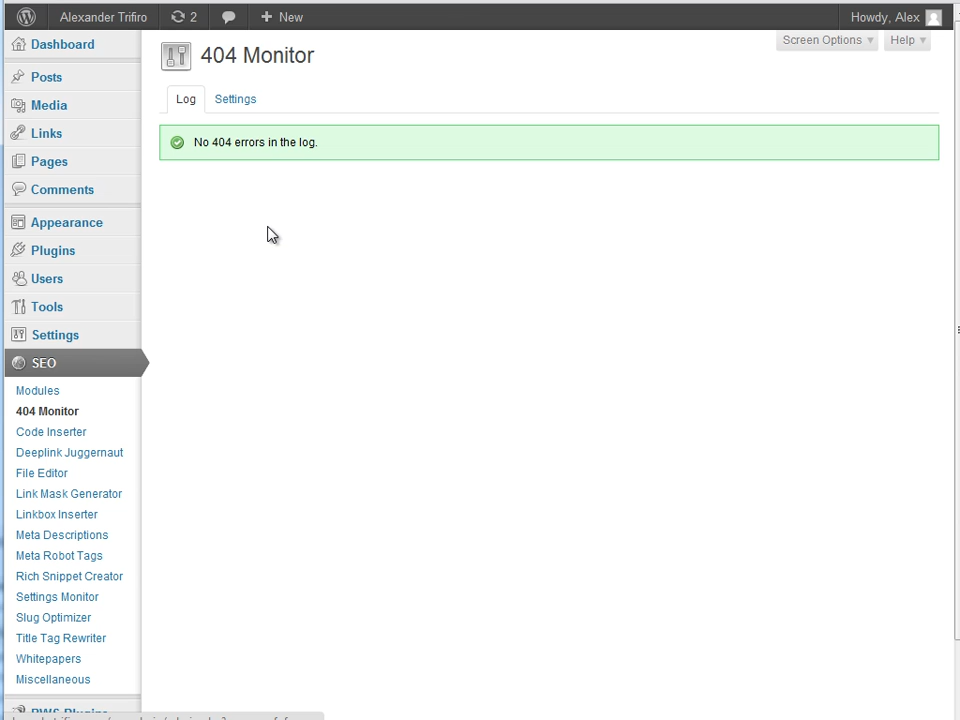 Alexander Trifiro 2 New Howdy, Alex
Dashboard
Posts
Media
Links
Pages
Comments
Appearance
Plugins
Users
Tools
Settings
SEO
Modules
404 Monitor
Code Inserter
Deeplink Juggernaut
File Editor
Link Mask Generator
Linkbox Inserter
Meta Descriptions
Meta Robot Tags
Rich Snippet Creator
Settings Monitor
Slug Optimizer
Title Tag Rewriter
Whitepapers
Miscellaneous
Screen Options Help
404 Monitor
Log Settings
No 404 errors in the log.